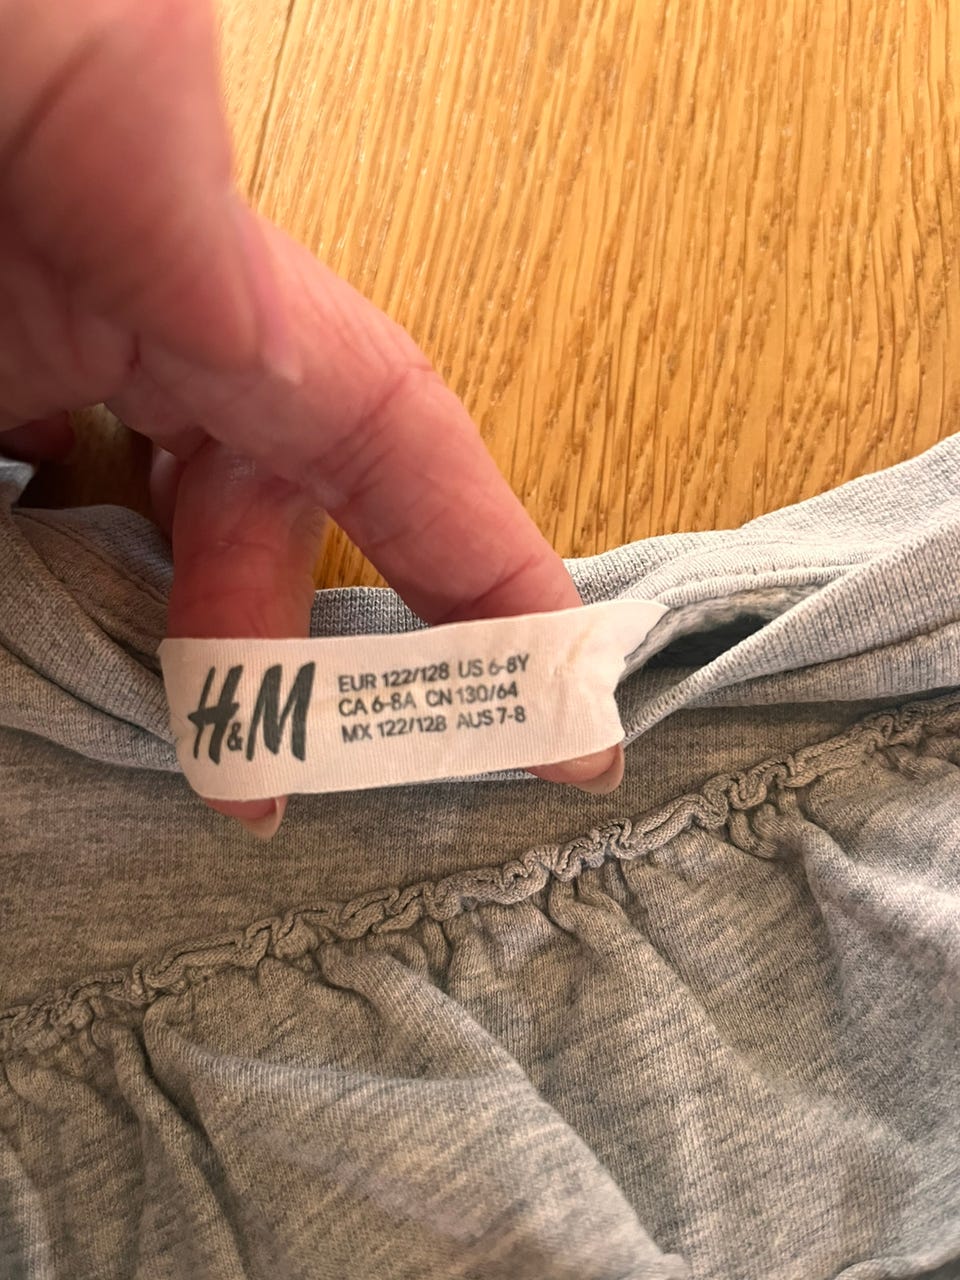 H&M
EUR 122/128 US 6-8Y
CA 6-8A CN 130/64
MX 122/128 AUS 7-8